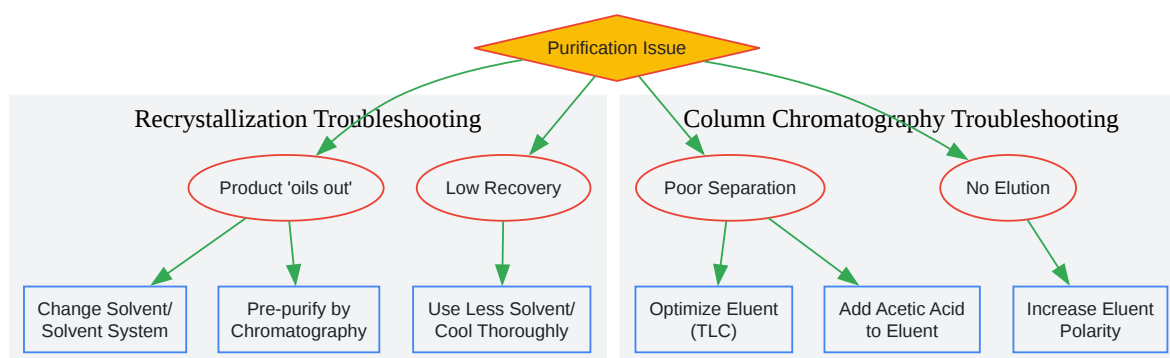 Purification Issue
Recrystallization Troubleshooting
Column Chromatography Troubleshooting
Product 'oils out'
Low Recovery
Poor Separation
No Elution
Change Solvent/
Solvent System
Pre-purify by
Chromatography
Use Less Solvent/
Cool Thoroughly
Optimize Eluent
(TLC)
Add Acetic Acid
to Eluent
Increase Eluent
Polarity